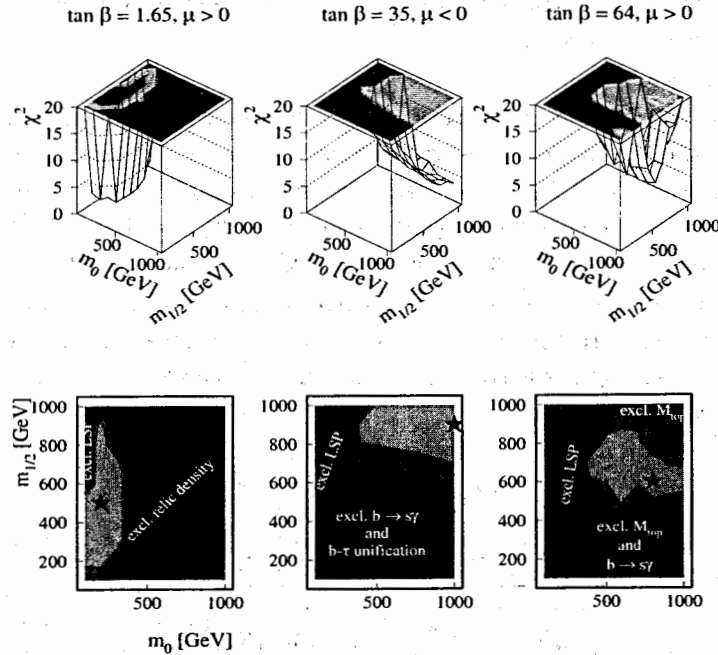 tan β = 1.65, μ > 0
tan β = 35, μ < 0
tan β = 64, μ > 0
χ²
20
15
10
5
0
500
1000
m₀ [GeV]
500
1000
m₁/₂ [GeV]
χ²
20
15
10
5
0
500
1000
m₀ [GeV]
500
1000
m₁/₂ [GeV]
χ²
20
15
10
5
0
500
1000
m₀ [GeV]
500
1000
m₁/₂ [GeV]
m₁/₂ [GeV]
1000
800
600
400
200
excl. LSP
excl. relic density
500
1000
m₀ [GeV]
1000
800
600
400
200
excl. LSP
excl. b → sγ
and
b-τ unification
500
1000
1000
800
600
400
200
excl. M_top
excl. LSP
excl. M_top
and
b → sγ
500
1000